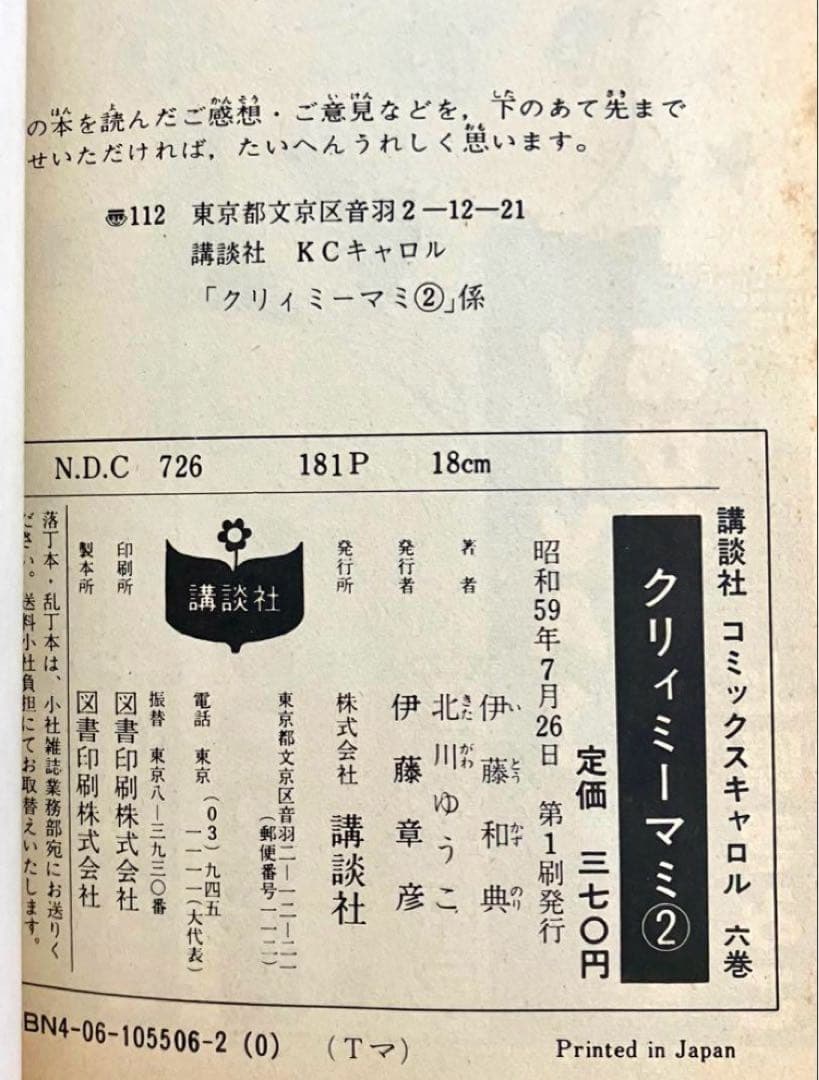 の本を読んだご感想・ご意見などを，下のあて先まで
せいただければ，たいへんうれしく思います。
〠112 東京都文京区音羽2―12―21
講談社 KCキャロル
「クリィミーマミ②」係
N.D.C 726 181P 18cm
講談社 コミックスキャロル 六巻
クリィミーマミ②
定価 三七〇円
昭和59年7月26日 第1刷発行
著者 伊藤和典
北川ゆうこ
発行者 伊藤章彦
発行所 株式会社 講談社
東京都文京区音羽二―一二―二一
(郵便番号一一二)
電話 東京(03)九四五
一一一一(大代表)
振替 東京八―三九三〇番
講談社
印刷所 図書印刷株式会社
製本所 図書印刷株式会社
落丁本・乱丁本は、小社雑誌業務部宛にお送りく
ださい。送料小社負担にてお取替えいたします。
BN4-06-105506-2 (0) (Tマ) Printed in Japan